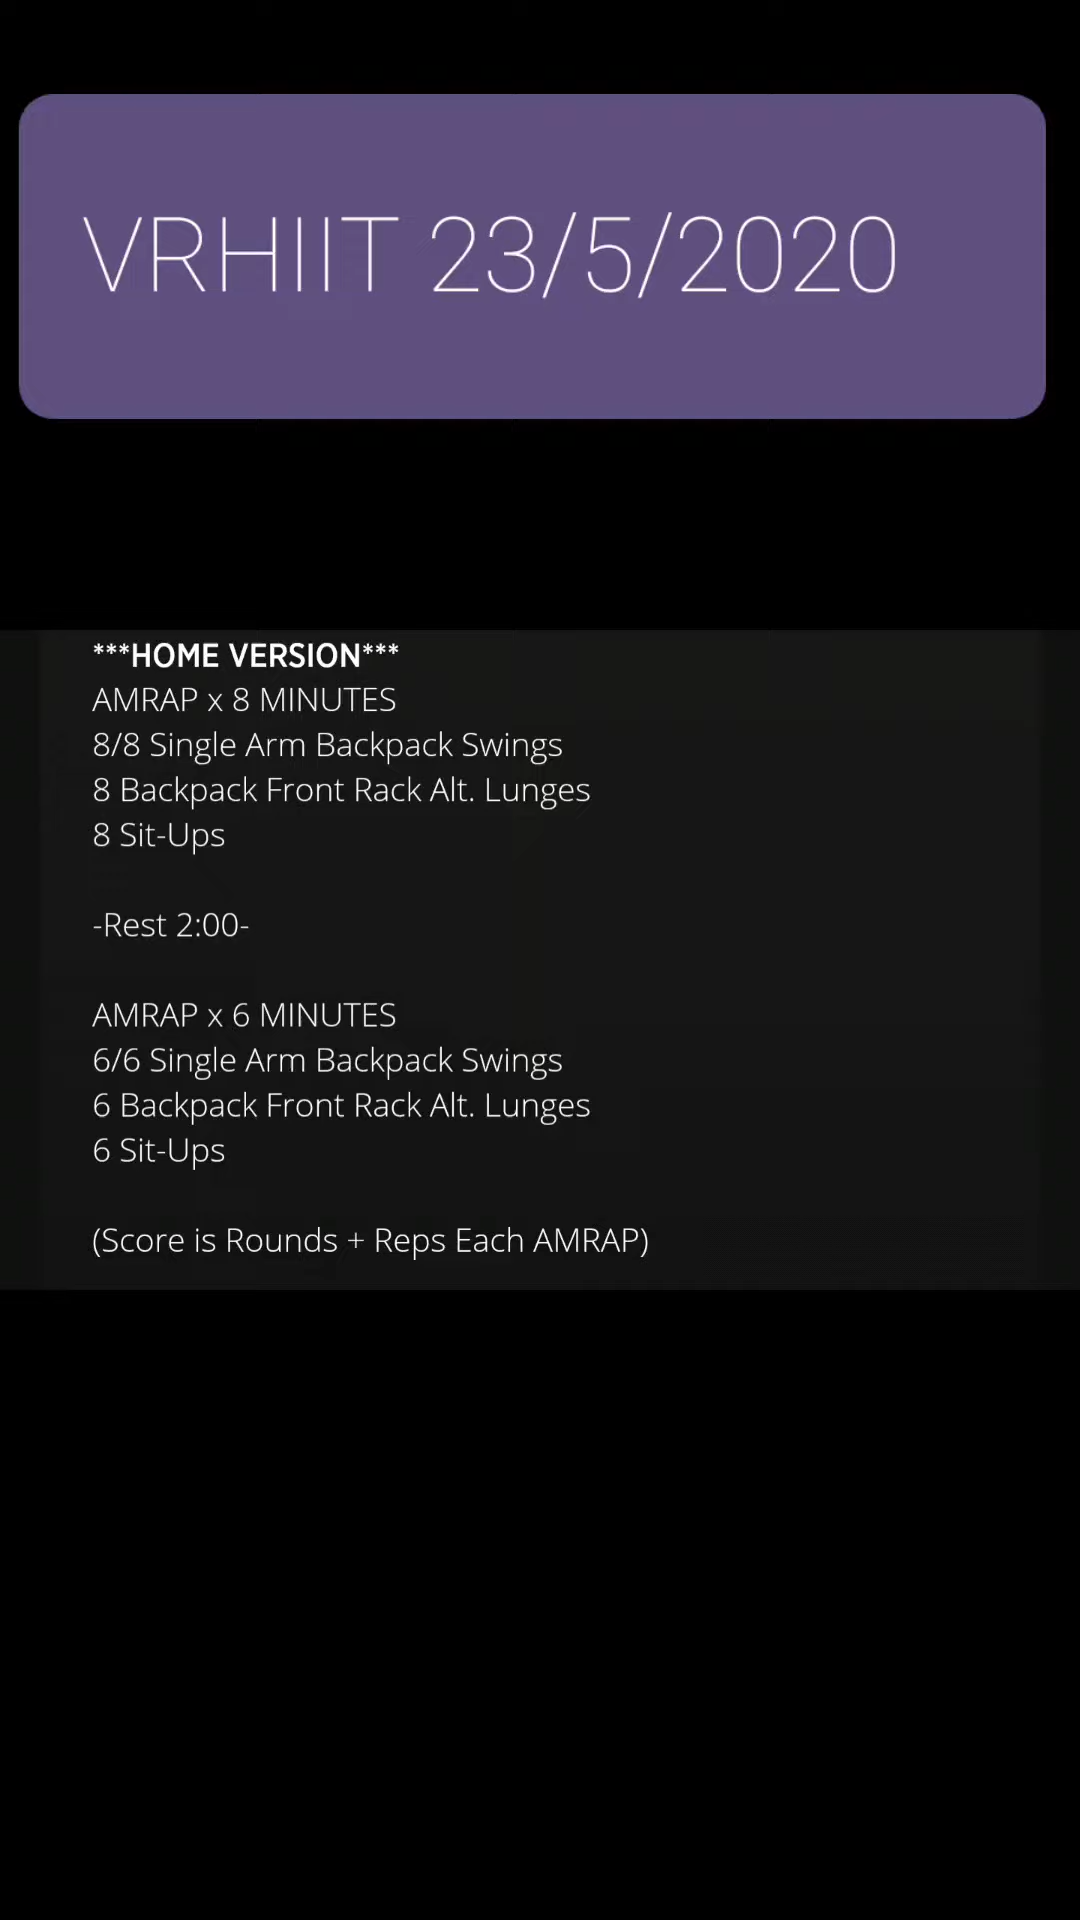 VRHIIT 23/5/2020
***HOME VERSION***
AMRAP x 8 MINUTES
8/8 Single Arm Backpack Swings
8 Backpack Front Rack Alt. Lunges
8 Sit-Ups
-Rest 2:00-
AMRAP x 6 MINUTES
6/6 Single Arm Backpack Swings
6 Backpack Front Rack Alt. Lunges
6 Sit-Ups
(Score is Rounds + Reps Each AMRAP)